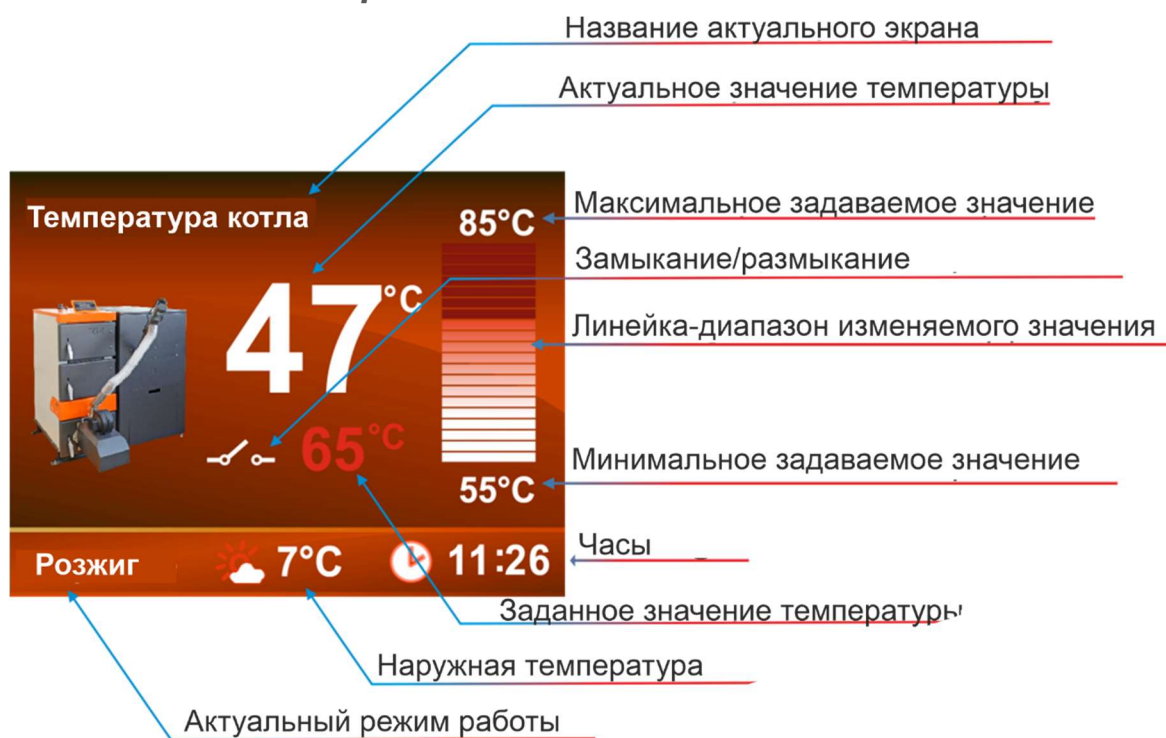 Название актуального экрана
Актуальное значение температуры
Температура котла
85°C
Максимальное задаваемое значение
47°C
Замыкание/размыкание
Линейка-диапазон изменяемого значения
65°C
Минимальное задаваемое значение
55°C
Розжиг
7°C
11:26
Часы
Заданное значение температуры
Наружная температура
Актуальный режим работы